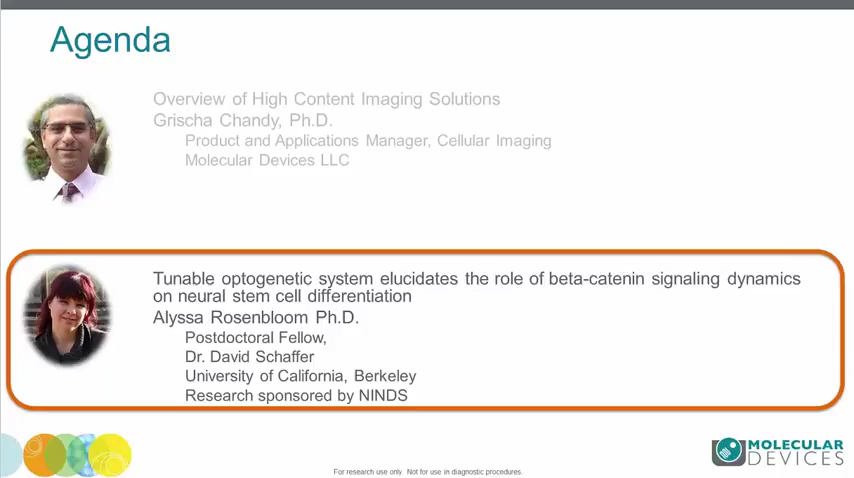 Agenda
Overview of High Content Imaging Solutions
Grischa Chandy, Ph.D.
Product and Applications Manager, Cellular Imaging
Molecular Devices LLC
Tunable optogenetic system elucidates the role of beta-catenin signaling dynamics
on neural stem cell differentiation
Alyssa Rosenbloom Ph.D.
Postdoctoral Fellow,
Dr. David Schaffer
University of California, Berkeley
Research sponsored by NINDS
For research use only. Not for use in diagnostic procedures.
MOLECULAR
DEVICES